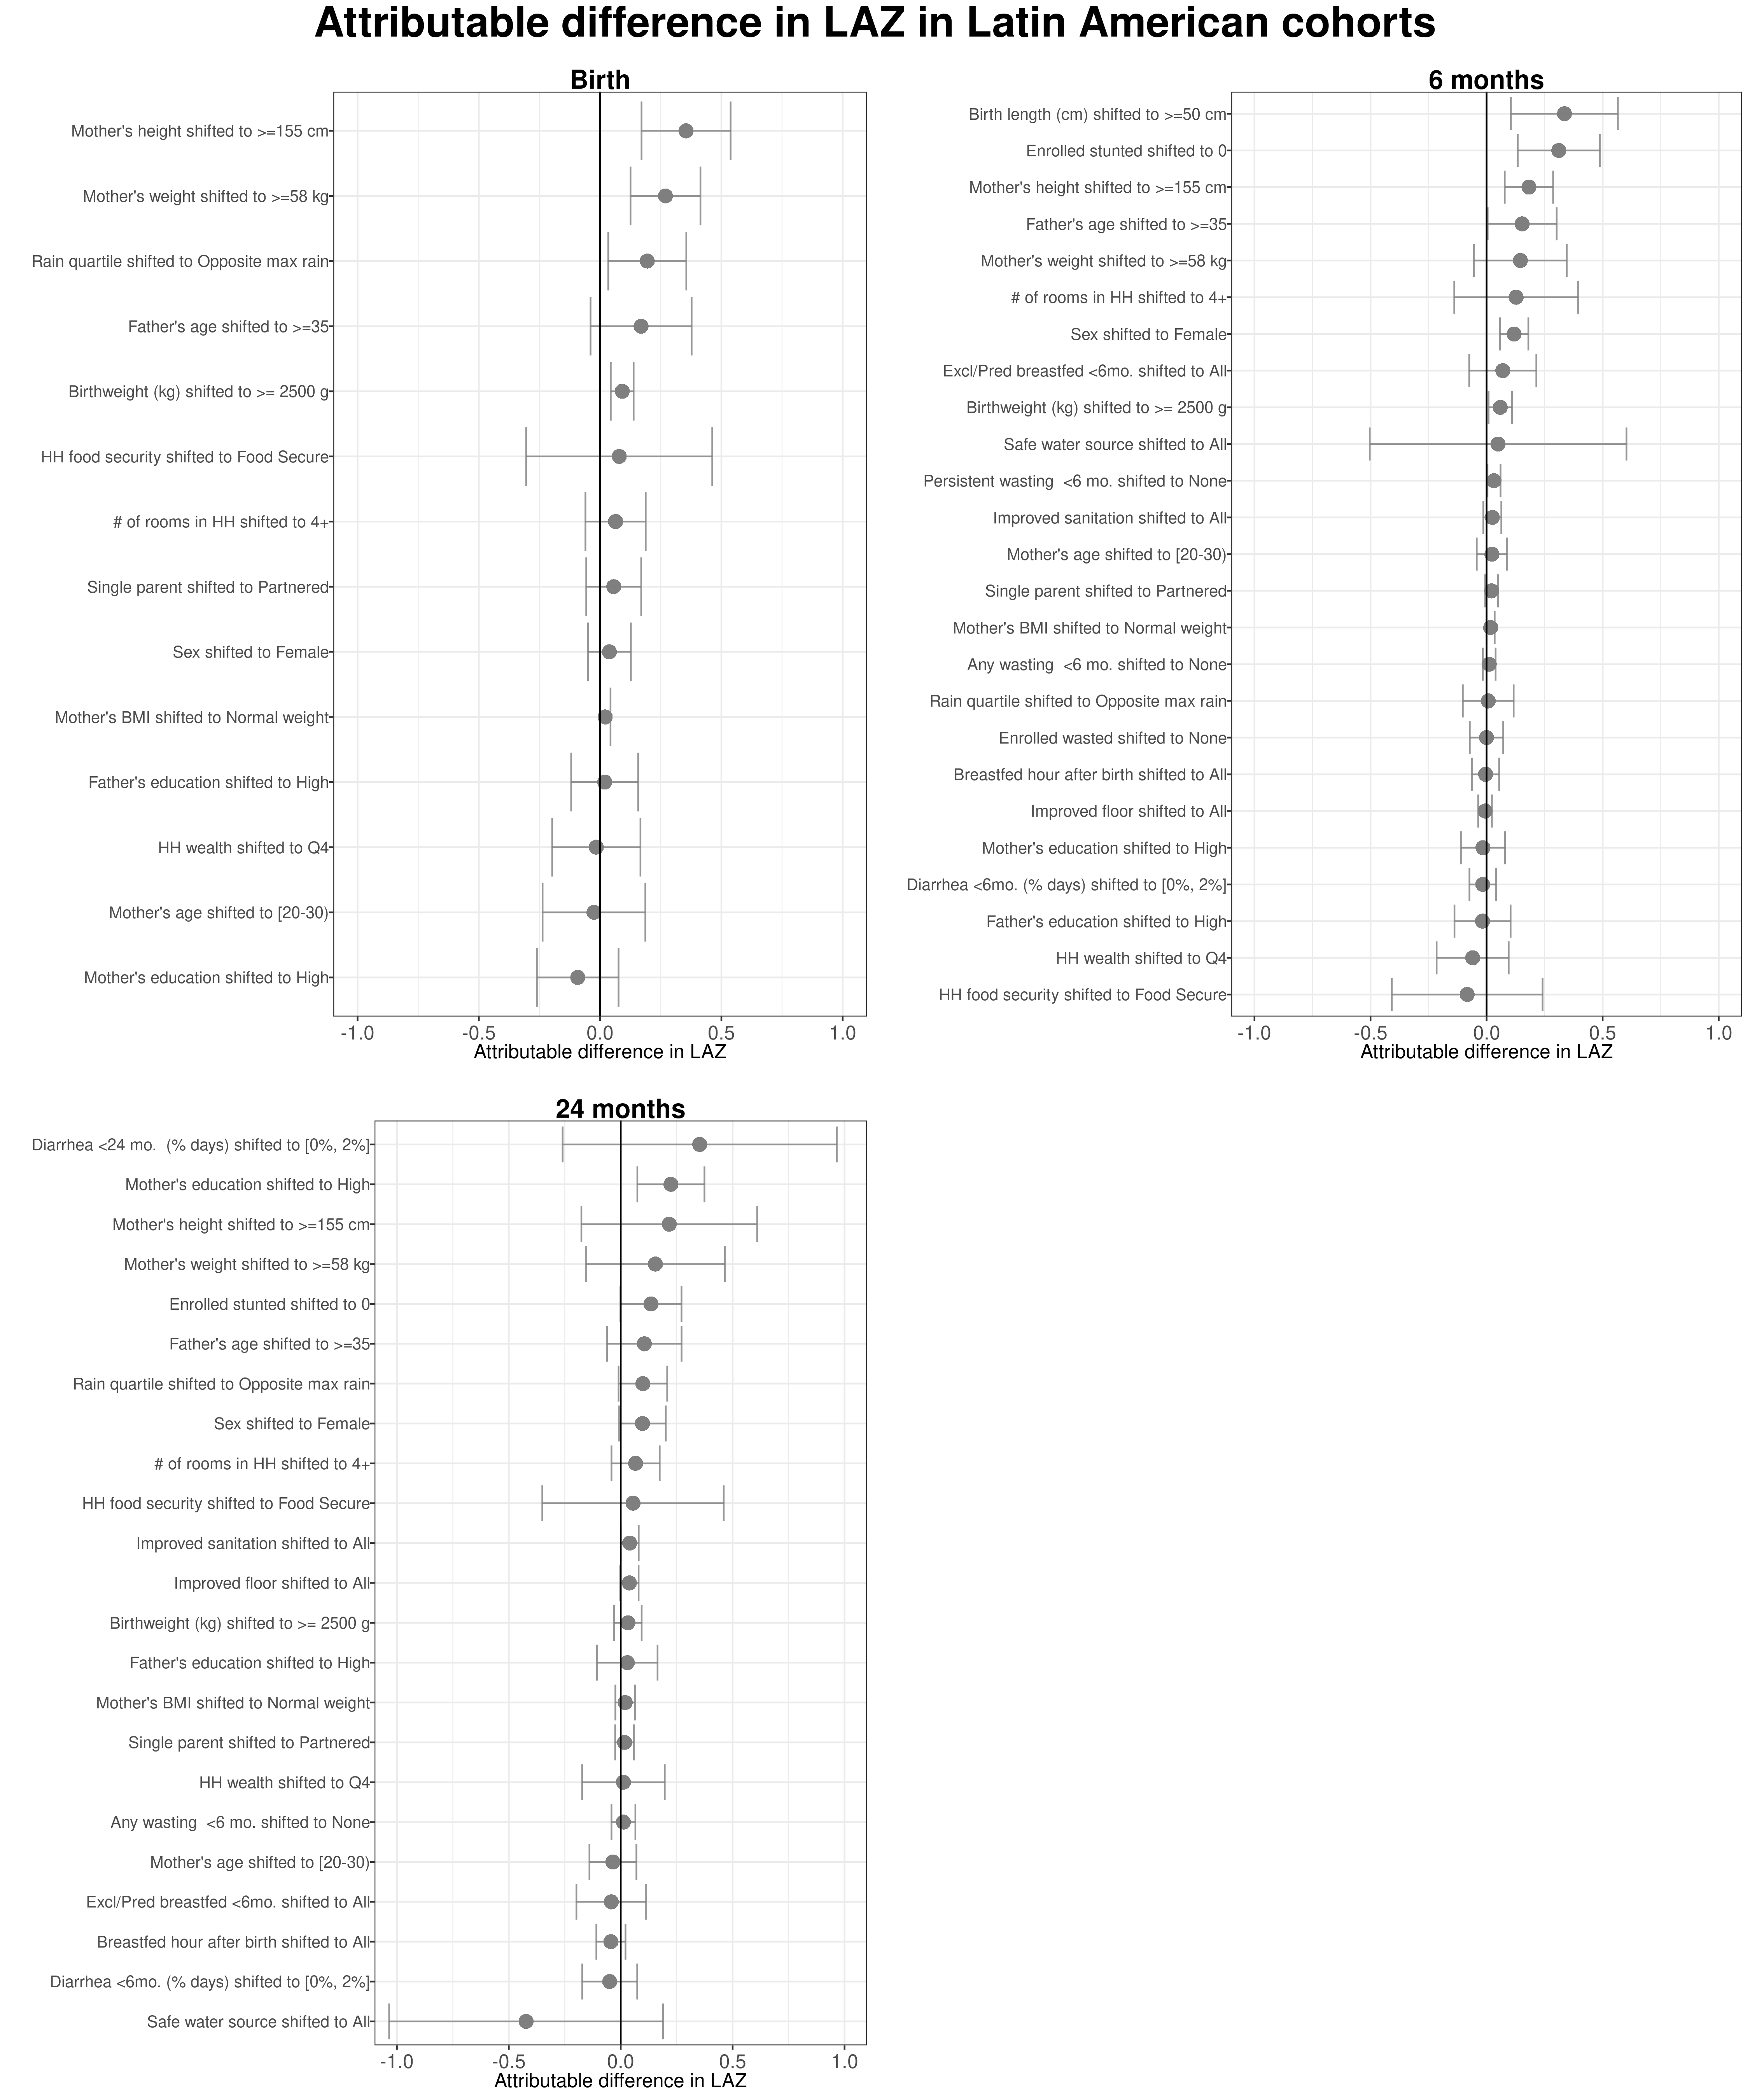 Attributable difference in LAZ in Latin American cohorts
Birth
Mother's height shifted to >=155 cm
Mother's weight shifted to >=58 kg
Rain quartile shifted to Opposite max rain
Father's age shifted to >=35
Birthweight (kg) shifted to >= 2500 g
HH food security shifted to Food Secure
# of rooms in HH shifted to 4+
Single parent shifted to Partnered
Sex shifted to Female
Mother's BMI shifted to Normal weight
Father's education shifted to High
HH wealth shifted to Q4
Mother's age shifted to [20-30)
Mother's education shifted to High
-1.0 -0.5 0.0 0.5 1.0
Attributable difference in LAZ
6 months
Birth length (cm) shifted to >=50 cm
Enrolled stunted shifted to 0
Mother's height shifted to >=155 cm
Father's age shifted to >=35
Mother's weight shifted to >=58 kg
# of rooms in HH shifted to 4+
Sex shifted to Female
Excl/Pred breastfed <6mo. shifted to All
Birthweight (kg) shifted to >= 2500 g
Safe water source shifted to All
Persistent wasting  <6 mo. shifted to None
Improved sanitation shifted to All
Mother's age shifted to [20-30)
Single parent shifted to Partnered
Mother's BMI shifted to Normal weight
Any wasting  <6 mo. shifted to None
Rain quartile shifted to Opposite max rain
Enrolled wasted shifted to None
Breastfed hour after birth shifted to All
Improved floor shifted to All
Mother's education shifted to High
Diarrhea <6mo. (% days) shifted to [0%, 2%]
Father's education shifted to High
HH wealth shifted to Q4
HH food security shifted to Food Secure
-1.0 -0.5 0.0 0.5 1.0
Attributable difference in LAZ
24 months
Diarrhea <24 mo.  (% days) shifted to [0%, 2%]
Mother's education shifted to High
Mother's height shifted to >=155 cm
Mother's weight shifted to >=58 kg
Enrolled stunted shifted to 0
Father's age shifted to >=35
Rain quartile shifted to Opposite max rain
Sex shifted to Female
# of rooms in HH shifted to 4+
HH food security shifted to Food Secure
Improved sanitation shifted to All
Improved floor shifted to All
Birthweight (kg) shifted to >= 2500 g
Father's education shifted to High
Mother's BMI shifted to Normal weight
Single parent shifted to Partnered
HH wealth shifted to Q4
Any wasting  <6 mo. shifted to None
Mother's age shifted to [20-30)
Excl/Pred breastfed <6mo. shifted to All
Breastfed hour after birth shifted to All
Diarrhea <6mo. (% days) shifted to [0%, 2%]
Safe water source shifted to All
-1.0 -0.5 0.0 0.5 1.0
Attributable difference in LAZ